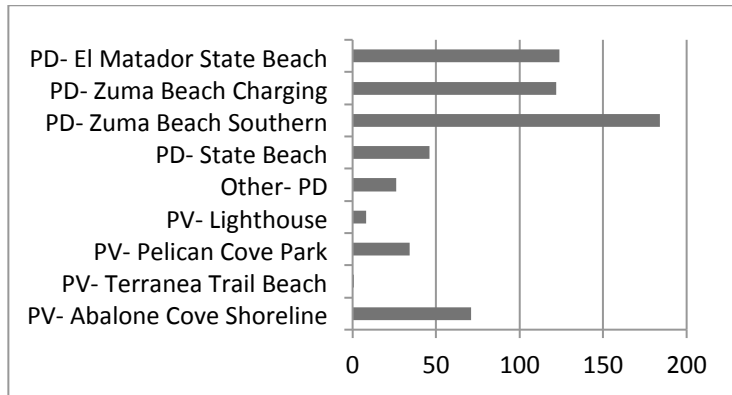 PD- El Matador State Beach
PD- Zuma Beach Charging
PD- Zuma Beach Southern
PD- State Beach
Other- PD
PV- Lighthouse
PV- Pelican Cove Park
PV- Terranea Trail Beach
PV- Abalone Cove Shoreline
0 50 100 150 200